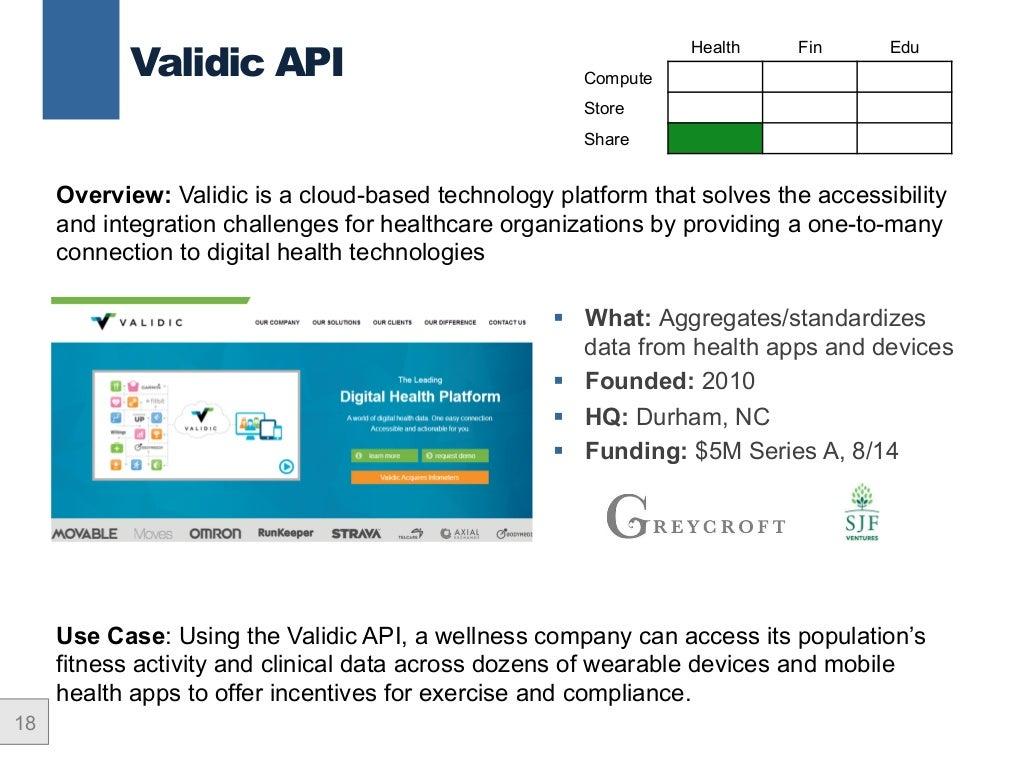 Validic API
Health Fin Edu
Compute
Store
Share
Overview: Validic is a cloud-based technology platform that solves the accessibility
and integration challenges for healthcare organizations by providing a one-to-many
connection to digital health technologies
VALIDIC
OUR COMPANY OUR SOLUTIONS OUR CLIENTS OUR DIFFERENCE CONTACT US
GARMIN
fitbit
UP
VALIDIC
The Leading
Digital Health Platform
A world of digital health data. One easy connection
Accessible and actionable for you.
learn more request demo
Validic Acquires Infometers
MOVABLE Moves OMRON RunKeeper STRAVA TELCARE AXIAL EXCHANGE BODYMEDI
▪ What: Aggregates/standardizes
data from health apps and devices
▪ Founded: 2010
▪ HQ: Durham, NC
▪ Funding: $5M Series A, 8/14
GREYCROFT
SJF
VENTURES
Use Case: Using the Validic API, a wellness company can access its population’s
fitness activity and clinical data across dozens of wearable devices and mobile
health apps to offer incentives for exercise and compliance.
18